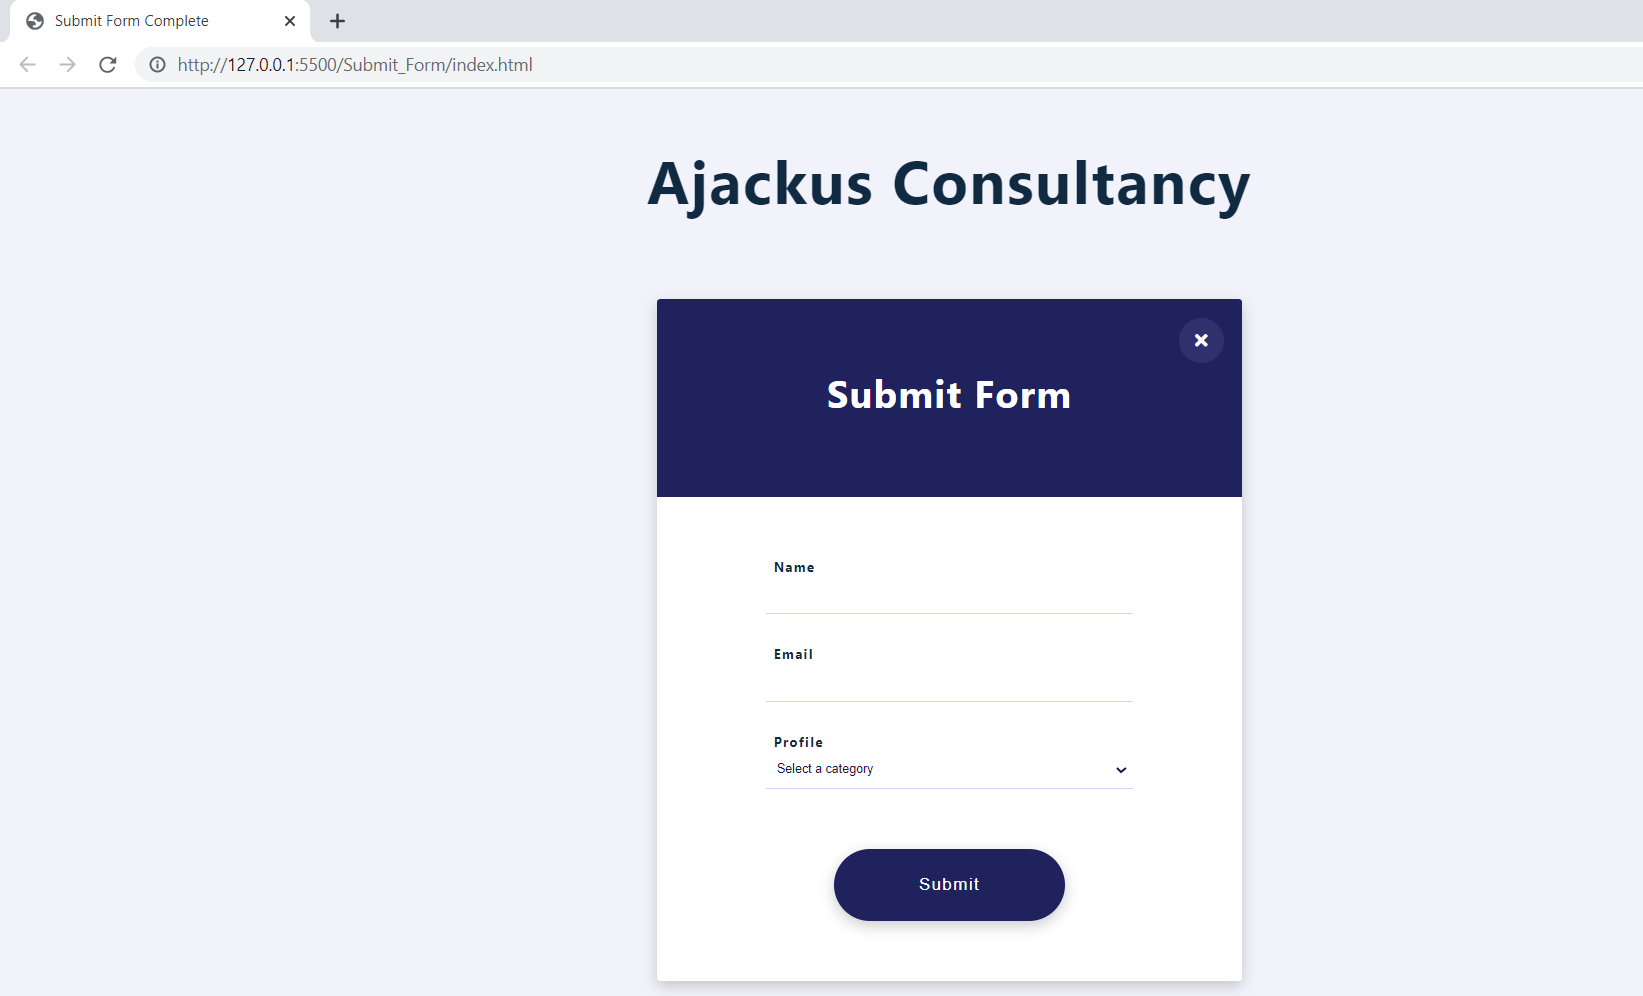 Submit Form Complete
http://127.0.0.1:5500/Submit_Form/index.html
Ajackus Consultancy
Submit Form
Name
Email
Profile
Select a category
Submit